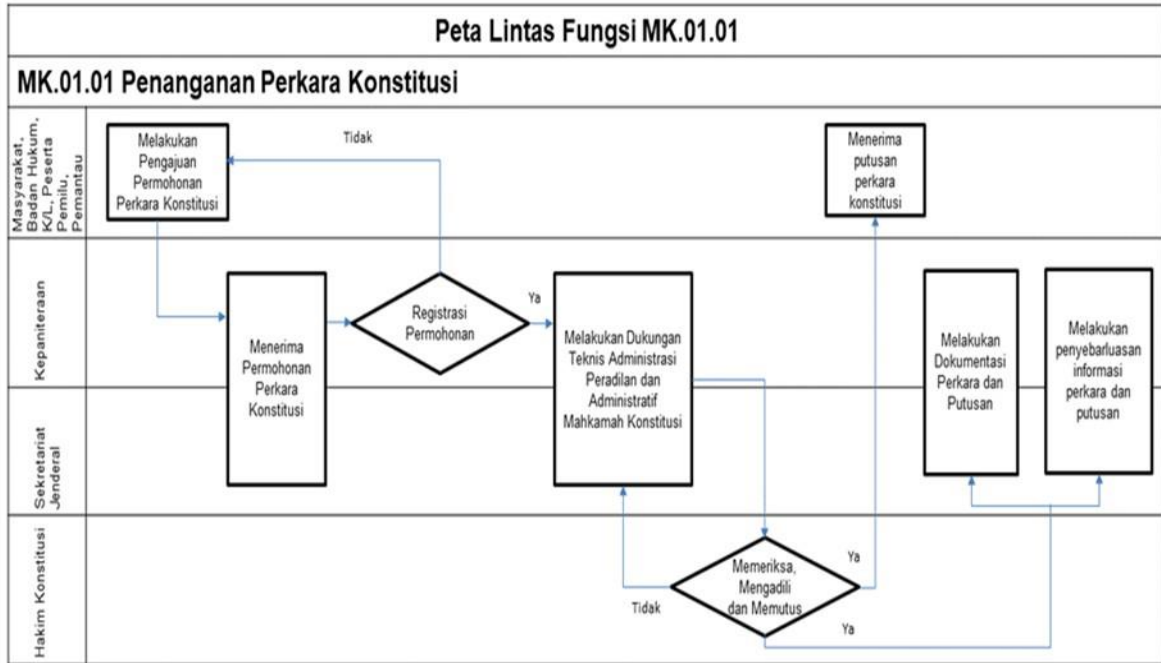 Peta Lintas Fungsi MK.01.01
MK.01.01 Penanganan Perkara Konstitusi
Masyarakat,
Badan Hukum,
K/L, Peserta
Pemilu,
Pemantau
Melakukan
Pengajuan
Permohonan
Perkara Konstitusi
Tidak
Menerima
putusan
perkara
konstitusi
Kepaniteraan
Menerima
Permohonan
Perkara
Konstitusi
Registrasi
Permohonan
Ya
Melakukan Dukungan
Teknis Administrasi
Peradilan dan
Administratif
Mahkamah Konstitusi
Melakukan
Dokumentasi
Perkara dan
Putusan
Melakukan
penyebarluasan
informasi
perkara dan
putusan
Sekretariat
Jenderal
Hakim Konstitusi
Memeriksa,
Mengadili
dan Memutus
Tidak
Ya
Ya